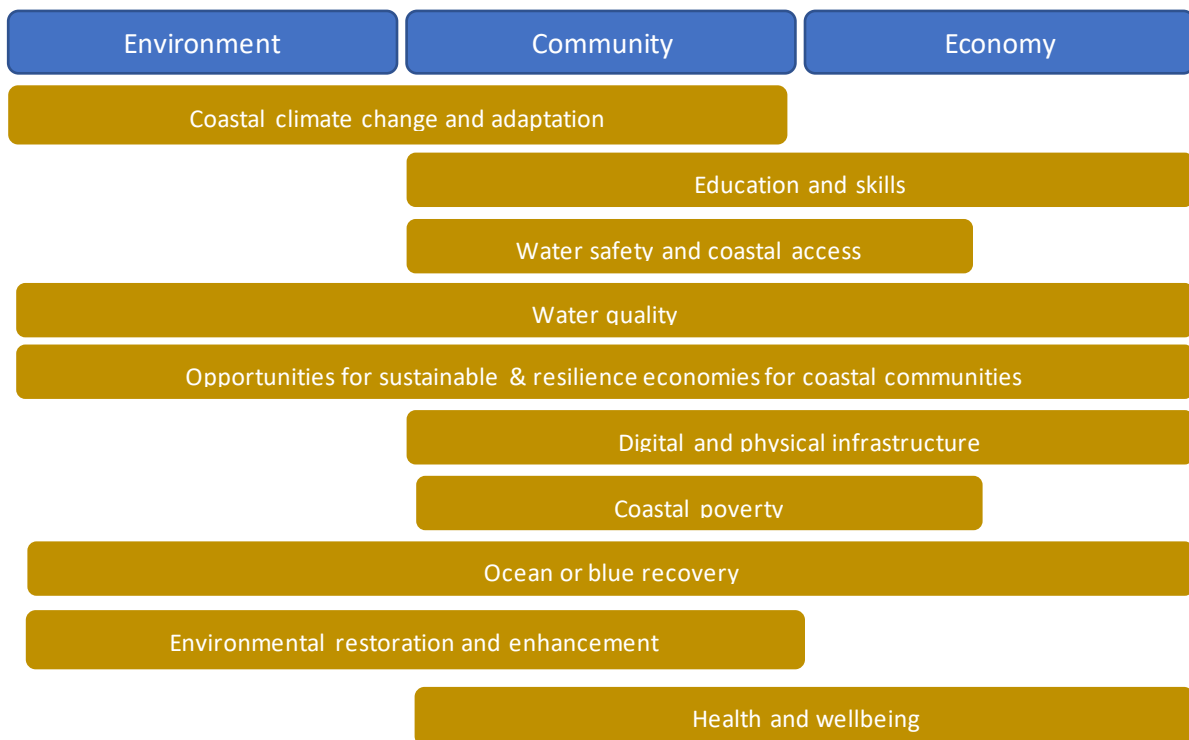 Environment
Community
Economy
Coastal climate change and adaptation
Education and skills
Water safety and coastal access
Water quality
Opportunities for sustainable & resilience economies for coastal communities
Digital and physical infrastructure
Coastal poverty
Ocean or blue recovery
Environmental restoration and enhancement
Health and wellbeing